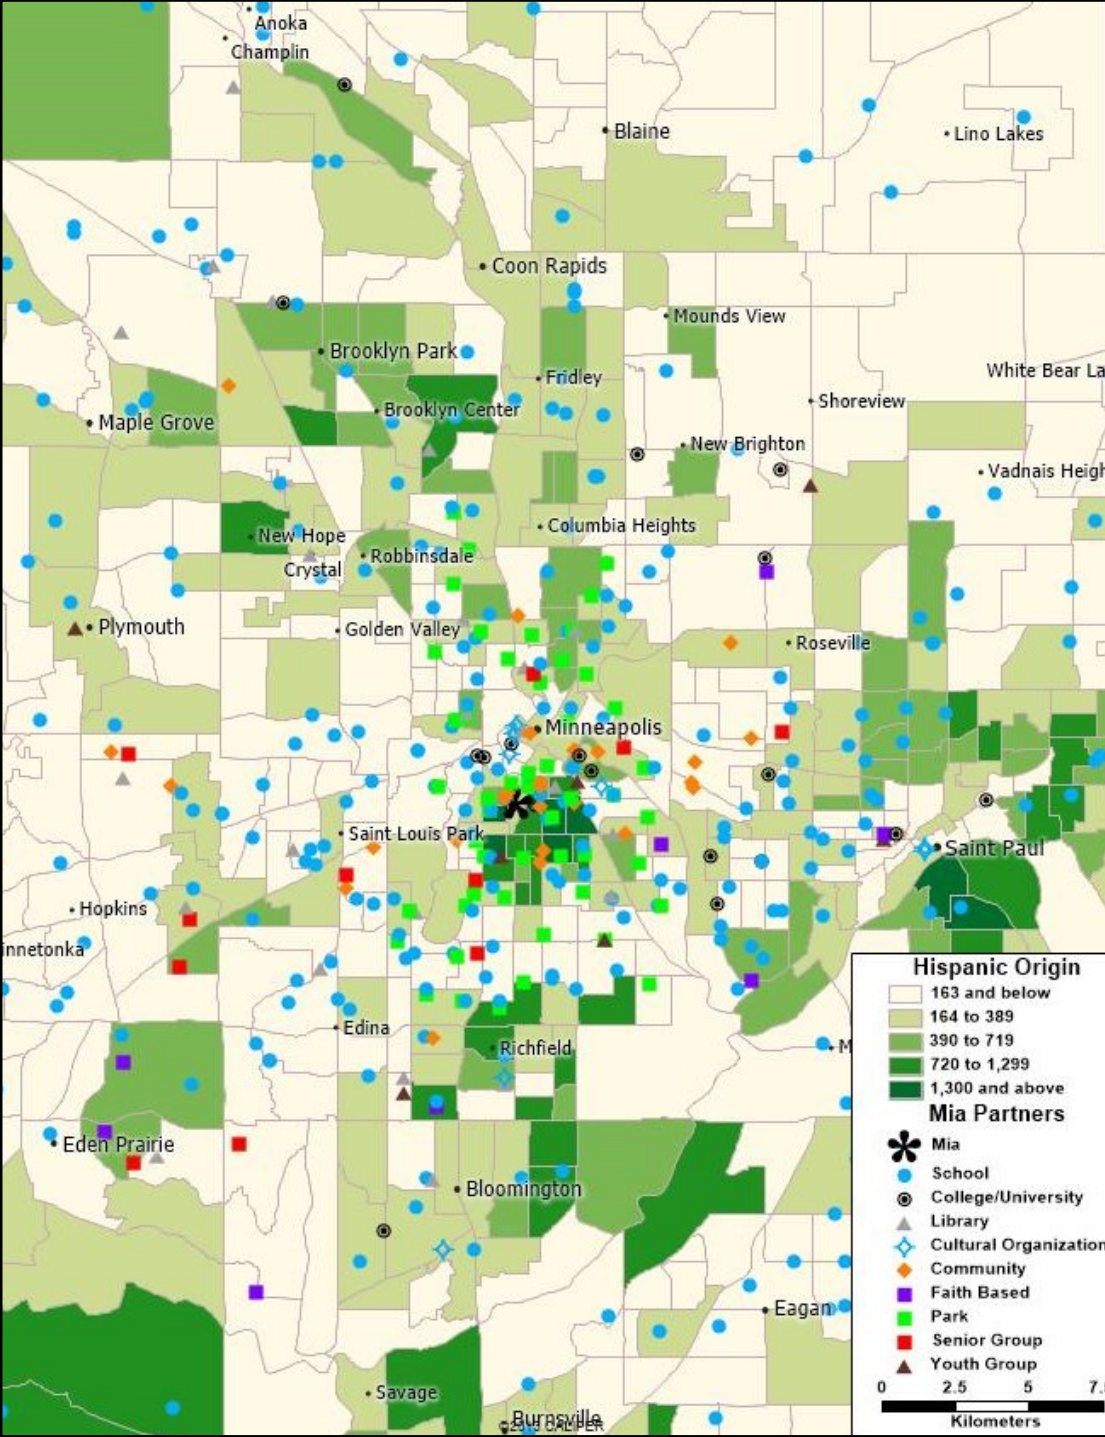 Anoka
Champlin
Blaine
Lino Lakes
Coon Rapids
Mounds View
Brooklyn Park
White Bear La
Fridley
Shoreview
Brooklyn Center
Maple Grove
New Brighton
Vadnais Heigh
Columbia Heights
New Hope
Robbinsdale
Crystal
Plymouth
Golden Valley
Roseville
Minneapolis
Saint Louis Park
Saint Paul
Hopkins
innetonka
Edina
Richfield
M
Eden Prairie
Bloomington
Eagan
Savage
Burnsville
Hispanic Origin
163 and below
164 to 389
390 to 719
720 to 1,299
1,300 and above
Mia Partners
Mia
School
College/University
Library
Cultural Organization
Community
Faith Based
Park
Senior Group
Youth Group
0 2.5 5 7.
Kilometers
CALIPER